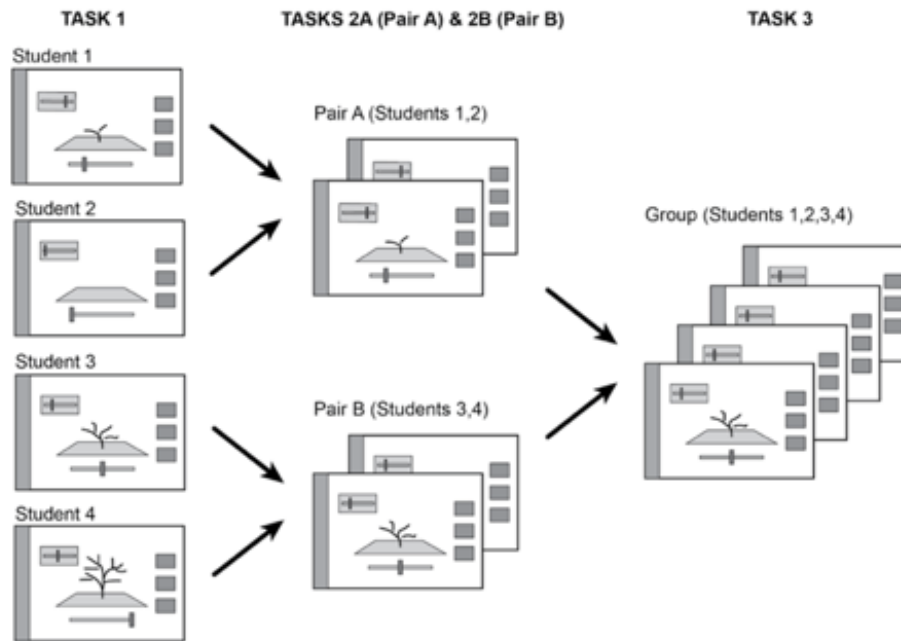 TASK 1
TASKS 2A (Pair A) & 2B (Pair B)
TASK 3
Student 1
Student 2
Student 3
Student 4
Pair A (Students 1,2)
Pair B (Students 3,4)
Group (Students 1,2,3,4)